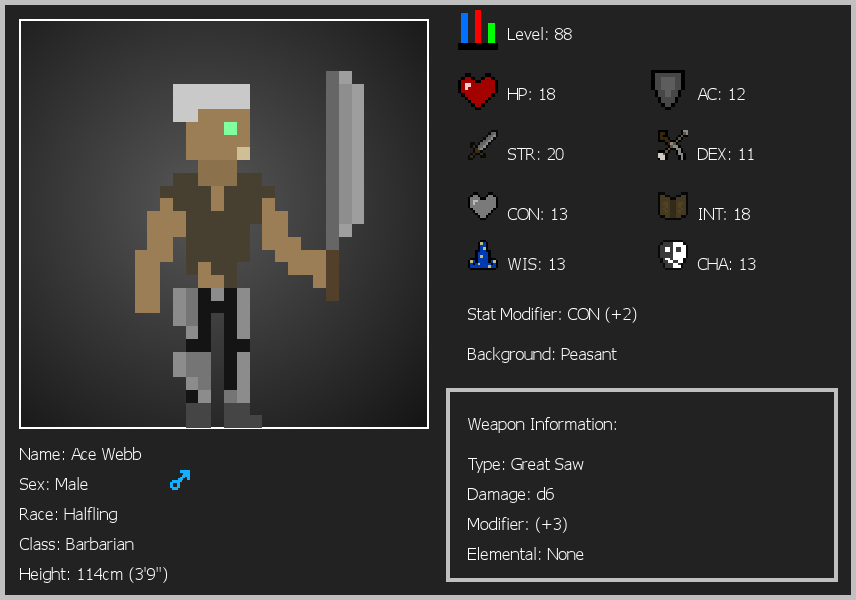 Level: 88
HP: 18
AC: 12
STR: 20
DEX: 11
CON: 13
INT: 18
WIS: 13
CHA: 13
Stat Modifier: CON (+2)
Background: Peasant
Weapon Information:
Type: Great Saw
Damage: d6
Modifier: (+3)
Elemental: None
Name: Ace Webb
Sex: Male
Race: Halfling
Class: Barbarian
Height: 114cm (3'9")